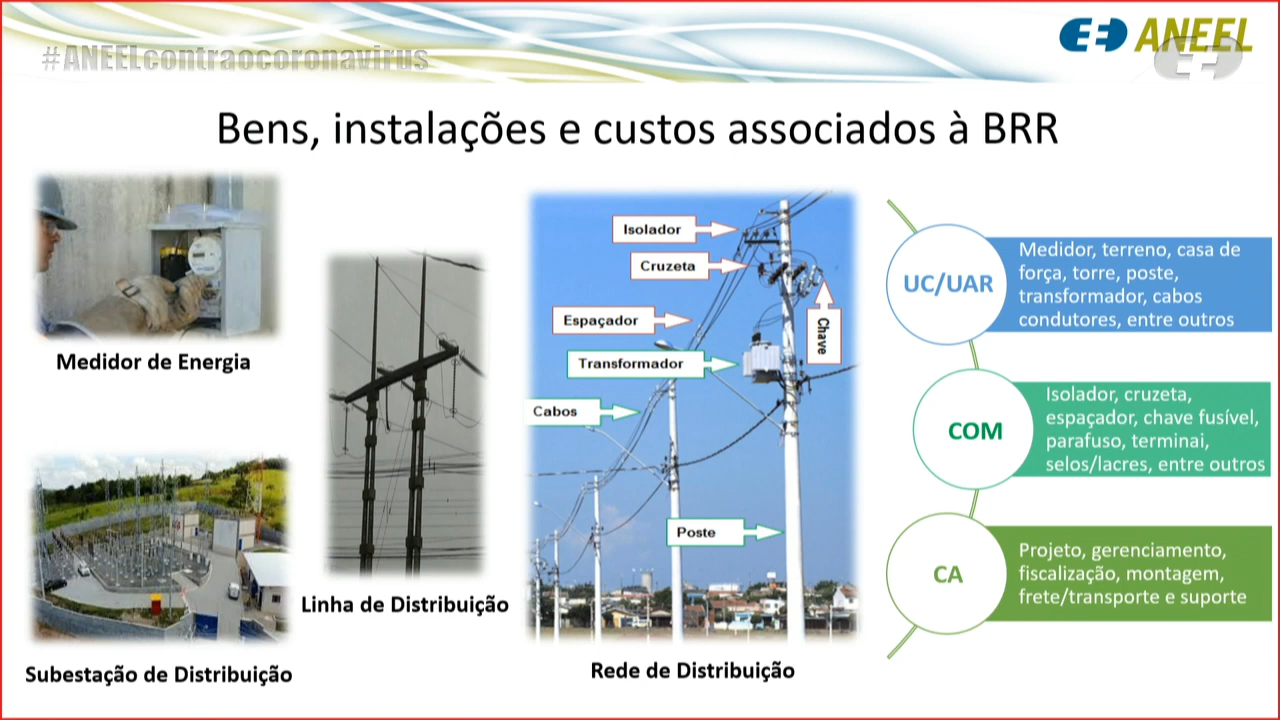 #ANEELcontraocoronavirus
ANEEL
Bens, instalações e custos associados à BRR
Medidor de Energia
Subestação de Distribuição
Linha de Distribuição
Isolador
Cruzeta
Espaçador
Chave
Transformador
Cabos
Poste
Rede de Distribuição
UC/UAR
Medidor, terreno, casa de
força, torre, poste,
transformador, cabos
condutores, entre outros
COM
Isolador, cruzeta,
espaçador, chave fusível,
parafuso, terminai,
selos/lacres, entre outros
CA
Projeto, gerenciamento,
fiscalização, montagem,
frete/transporte e suporte